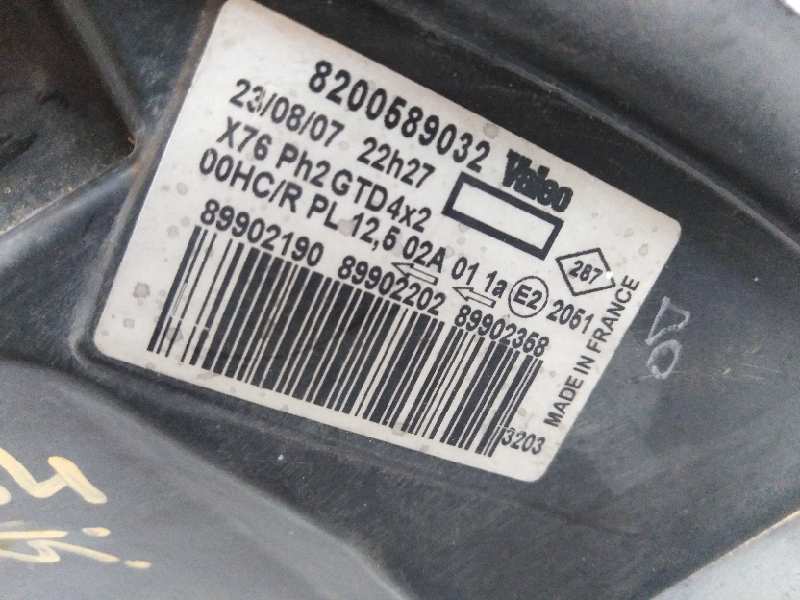 8200589032
Valeo
23/08/07 22h27
X76 Ph2 GTD4x2
00HC/R PL 12,5 02A 01 1a E2 2061
287
89902190 89902202 89902368
3203
MADE IN FRANCE